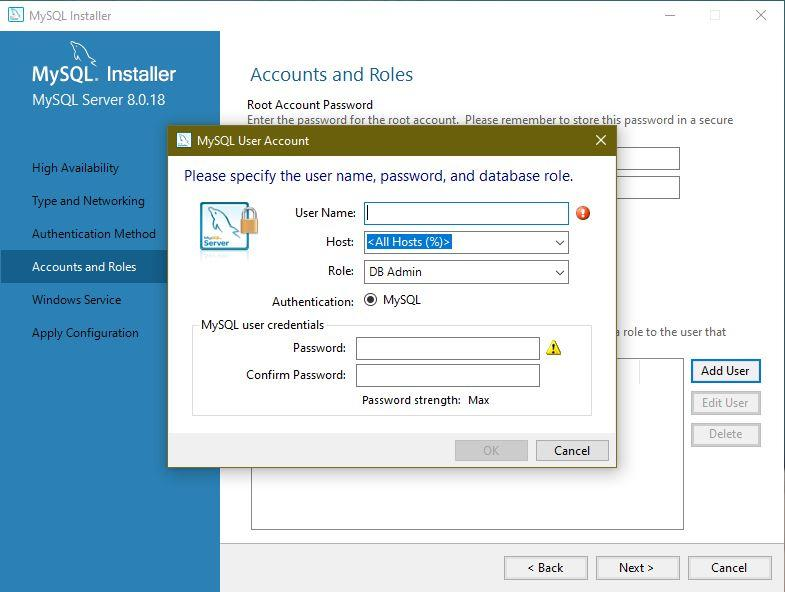 MySQL Installer
MySQL. Installer
MySQL Server 8.0.18
High Availability
Type and Networking
Authentication Method
Accounts and Roles
Windows Service
Apply Configuration
Accounts and Roles
Root Account Password
Enter the password for the root account. Please remember to store this password in a secure
MySQL User Account
Please specify the user name, password, and database role.
MySQL
Server
User Name:
Host: <All Hosts (%)>
Role: DB Admin
Authentication: MySQL
MySQL user credentials
Password:
Confirm Password:
Password strength: Max
OK Cancel
a role to the user that
Add User
Edit User
Delete
< Back Next > Cancel